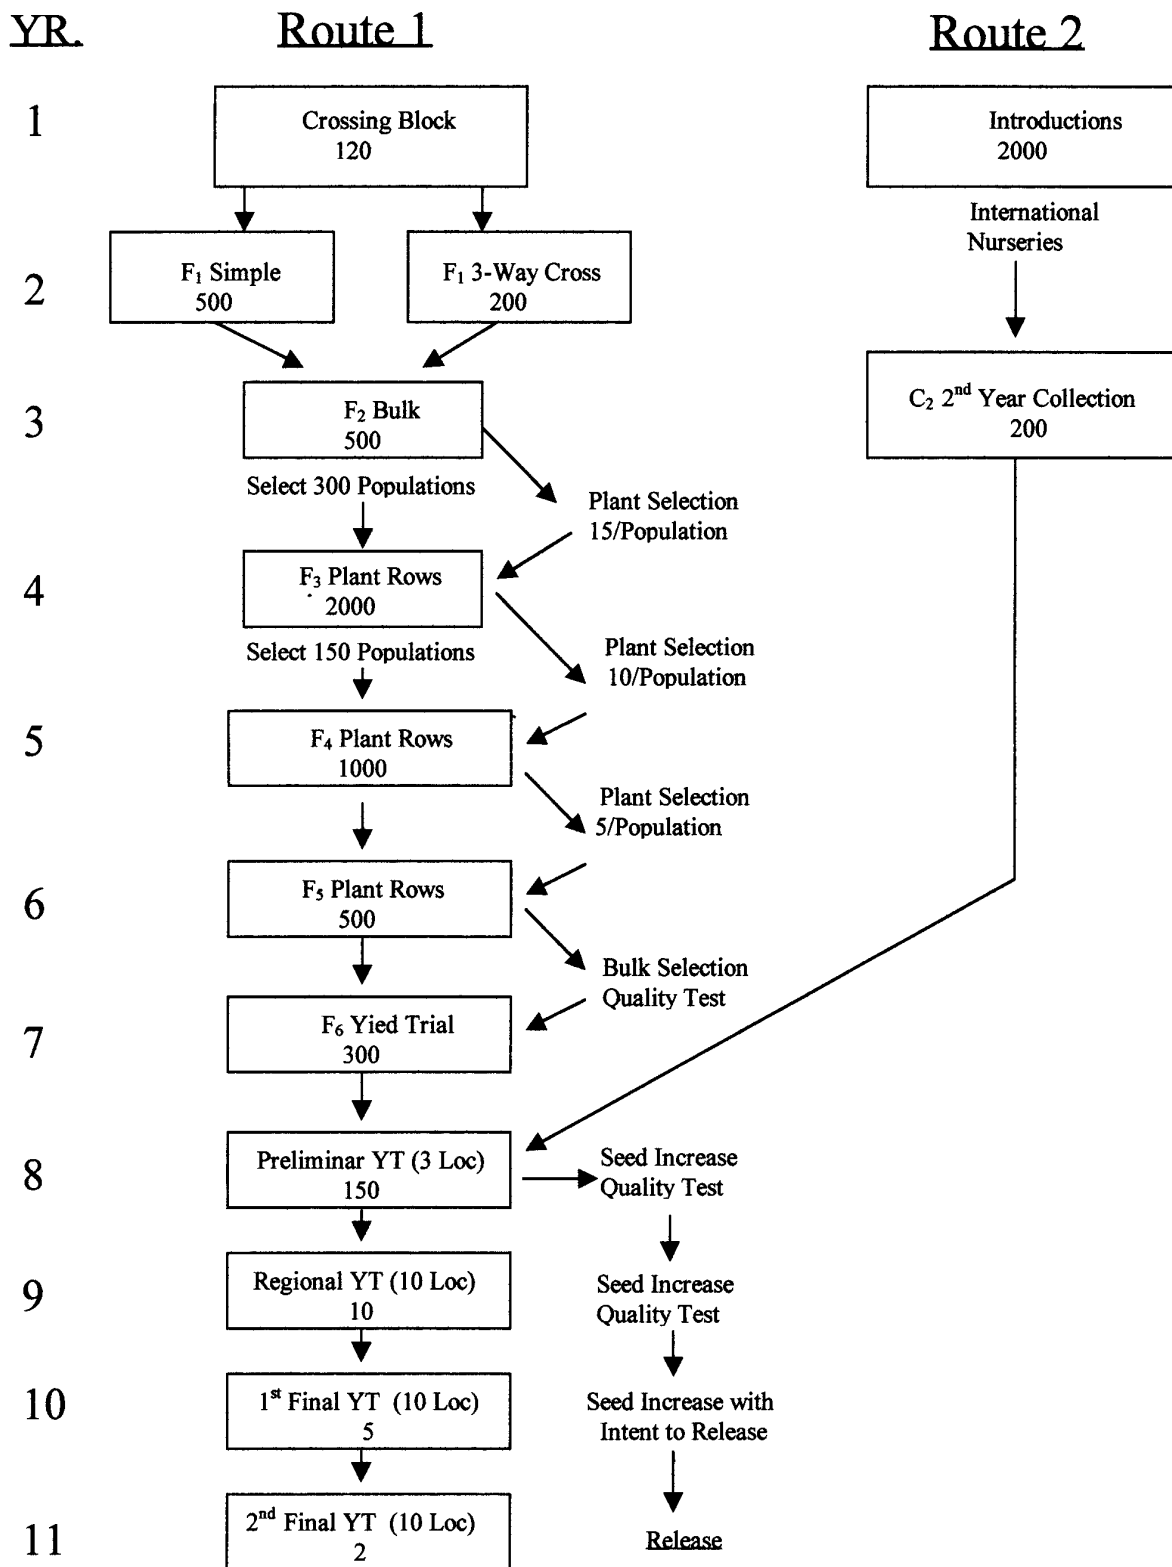 YR.
Route 1
Route 2
1
Crossing Block
120
Introductions
2000
International
Nurseries
2
F₁ Simple
500
F₁ 3-Way Cross
200
3
F₂ Bulk
500
C₂ 2ⁿᵈ Year Collection
200
Select 300 Populations
Plant Selection
15/Population
4
F₃ Plant Rows
2000
Select 150 Populations
Plant Selection
10/Population
5
F₄ Plant Rows
1000
Plant Selection
5/Population
6
F₅ Plant Rows
500
Bulk Selection
Quality Test
7
F₆ Yied Trial
300
8
Preliminar YT (3 Loc)
150
Seed Increase
Quality Test
9
Regional YT (10 Loc)
10
Seed Increase
Quality Test
10
1ˢᵗ Final YT (10 Loc)
5
Seed Increase with
Intent to Release
11
2ⁿᵈ Final YT (10 Loc)
2
Release